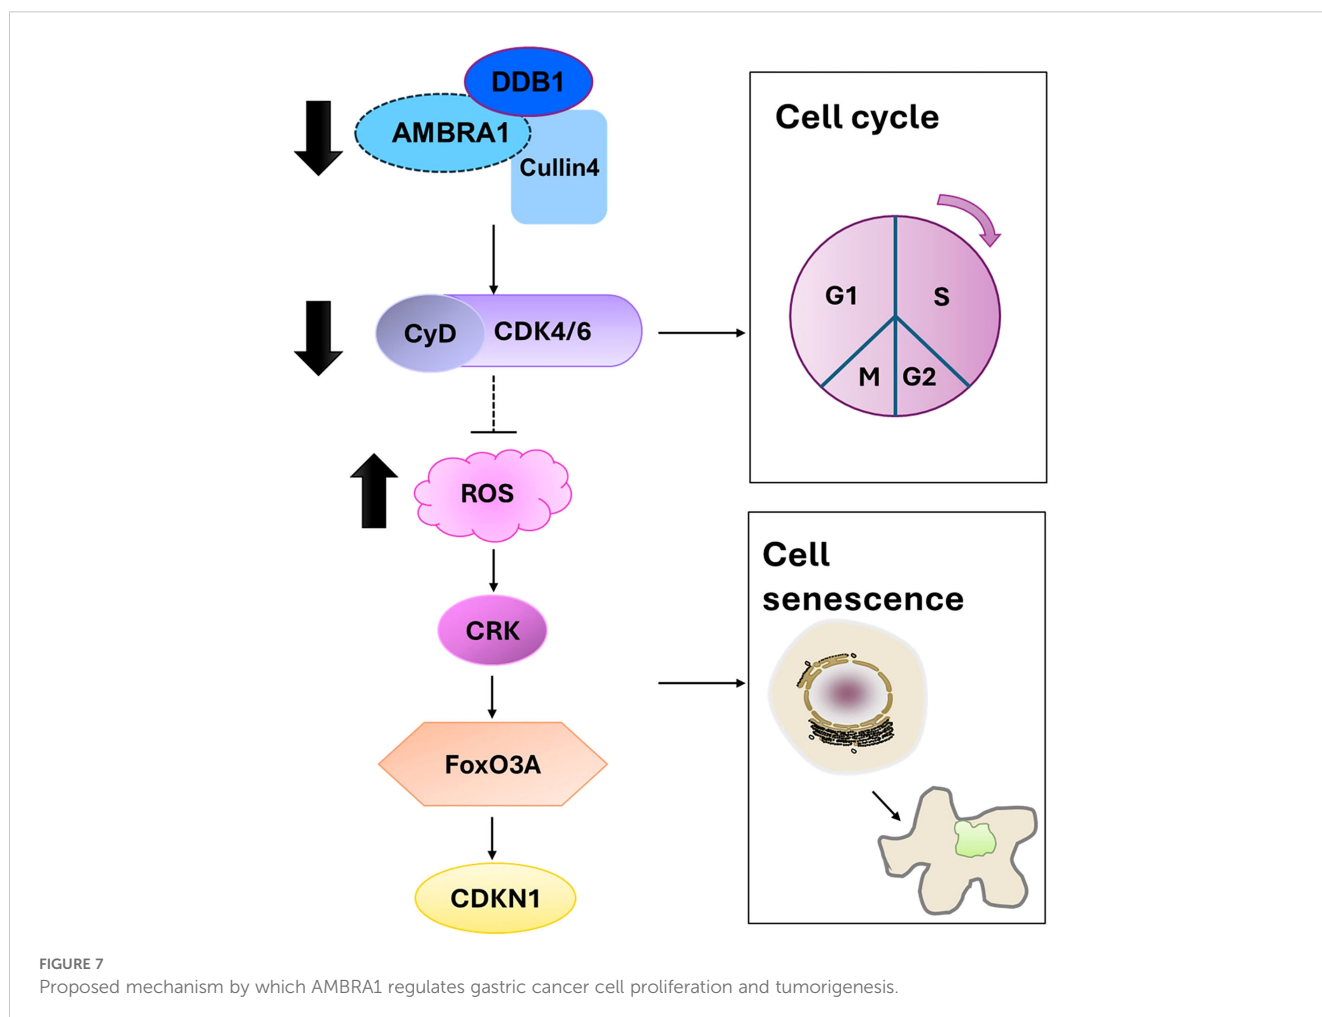 DDB1
AMBRA1
Cullin4
CyD
CDK4/6
ROS
CRK
FoxO3A
CDKN1
Cell cycle
G1
S
M
G2
Cell
senescence
FIGURE 7
Proposed mechanism by which AMBRA1 regulates gastric cancer cell proliferation and tumorigenesis.